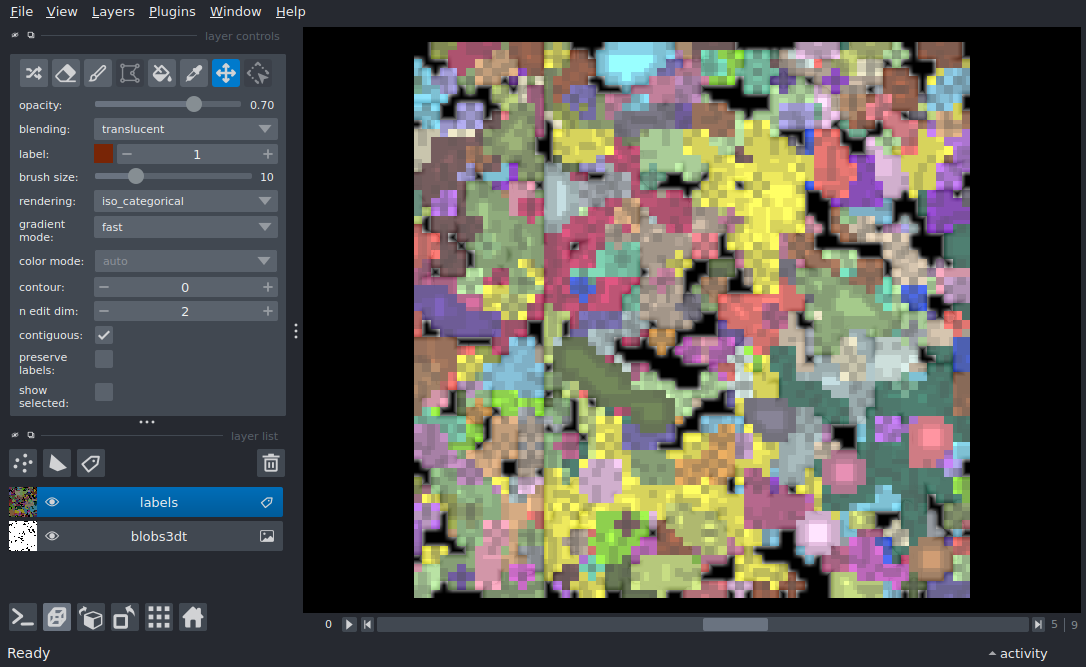 File View Layers Plugins Window Help
layer controls
opacity: 0.70
blending: translucent
label: 1
brush size: 10
rendering: iso_categorical
gradient
mode: fast
color mode: auto
contour: 0
n edit dim: 2
contiguous:
preserve
labels:
show
selected:
layer list
labels
blobs3dt
0 5 | 9
Ready activity